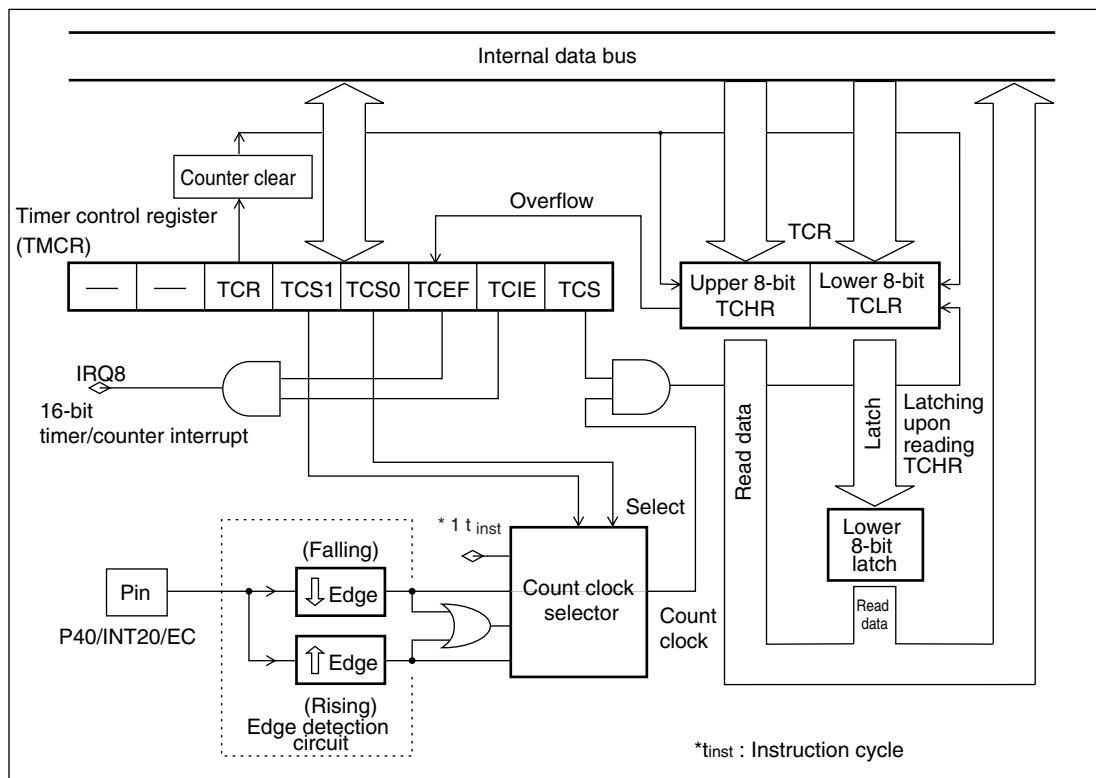 Internal data bus
Counter clear
Timer control register
(TMCR)
Overflow
TCR
— — TCR TCS1 TCS0 TCEF TCIE TCS
Upper 8-bit
TCHR
Lower 8-bit
TCLR
IRQ8
16-bit
timer/counter interrupt
Read data
Latch
Latching
upon
reading
TCHR
Select
* 1 tinst
(Falling)
Edge
Pin
P40/INT20/EC
Edge
(Rising)
Edge detection
circuit
Count clock
selector
Count
clock
Lower
8-bit
latch
Read
data
*tinst : Instruction cycle